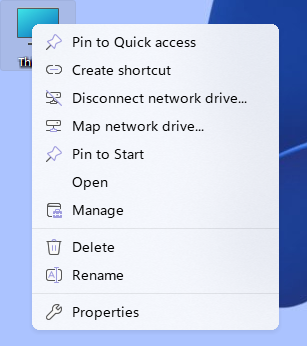 Pin to Quick access
Create shortcut
Disconnect network drive...
Map network drive...
Pin to Start
Open
Manage
Delete
Rename
Properties